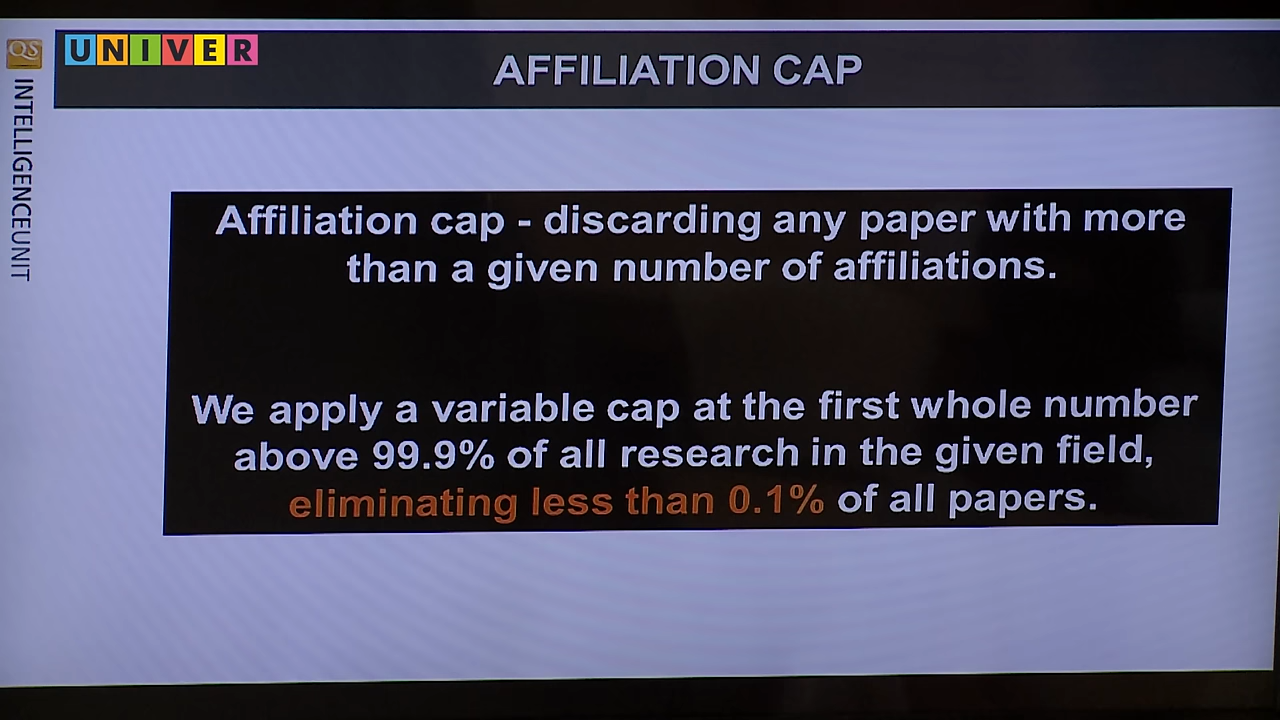 QS
INTELLIGENCEUNIT
UNIVER
AFFILIATION CAP
Affiliation cap - discarding any paper with more
than a given number of affiliations.
We apply a variable cap at the first whole number
above 99.9% of all research in the given field,
eliminating less than 0.1% of all papers.